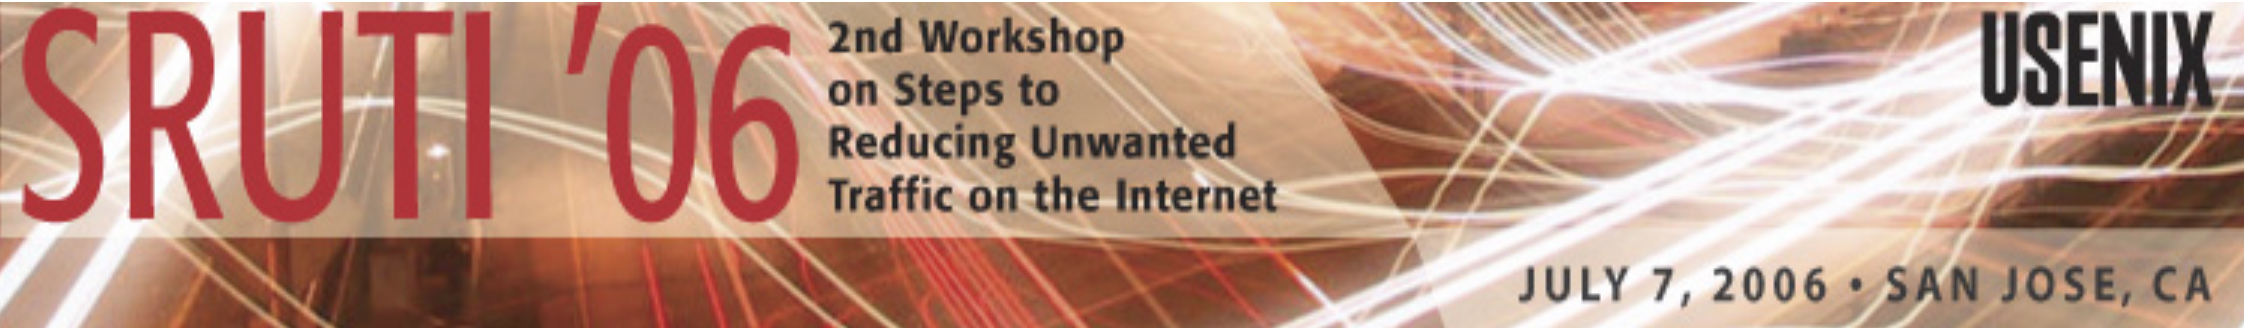 SRUTI '06
2nd Workshop
on Steps to
Reducing Unwanted
Traffic on the Internet
USENIX
JULY 7, 2006 • SAN JOSE, CA